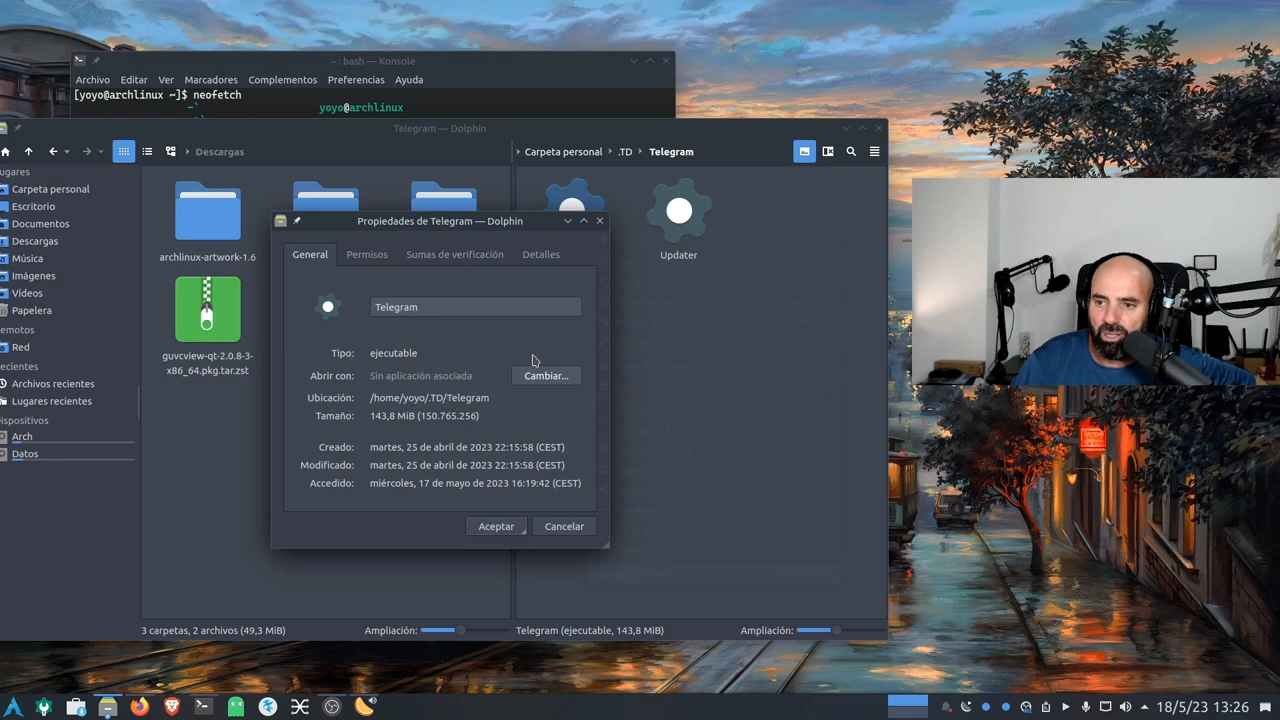 ~ : bash — Konsole
Archivo Editar Ver Marcadores Complementos Preferencias Ayuda
[yoyo@archlinux ~]$ neofetch
yoyo@archlinux
Telegram — Dolphin
Descargas
Carpeta personal .TD Telegram
ugares
Carpeta personal
Escritorio
Documentos
Descargas
Música
Imágenes
Vídeos
Papelera
emotos
Red
ecientes
Archivos recientes
Lugares recientes
ispositivos
Arch
Datos
archlinux-artwork-1.6
guvcview-qt-2.0.8-3-
x86_64.pkg.tar.zst
Updater
Propiedades de Telegram — Dolphin
General Permisos Sumas de verificación Detalles
Telegram
Tipo: ejecutable
Abrir con: Sin aplicación asociada Cambiar...
Ubicación: /home/yoyo/.TD/Telegram
Tamaño: 143,8 MiB (150.765.256)
Creado: martes, 25 de abril de 2023 22:15:58 (CEST)
Modificado: martes, 25 de abril de 2023 22:15:58 (CEST)
Accedido: miércoles, 17 de mayo de 2023 16:19:42 (CEST)
Aceptar Cancelar
3 carpetas, 2 archivos (49,3 MiB) Ampliación: Telegram (ejecutable, 143,8 MiB) Ampliación:
18/5/23 13:26